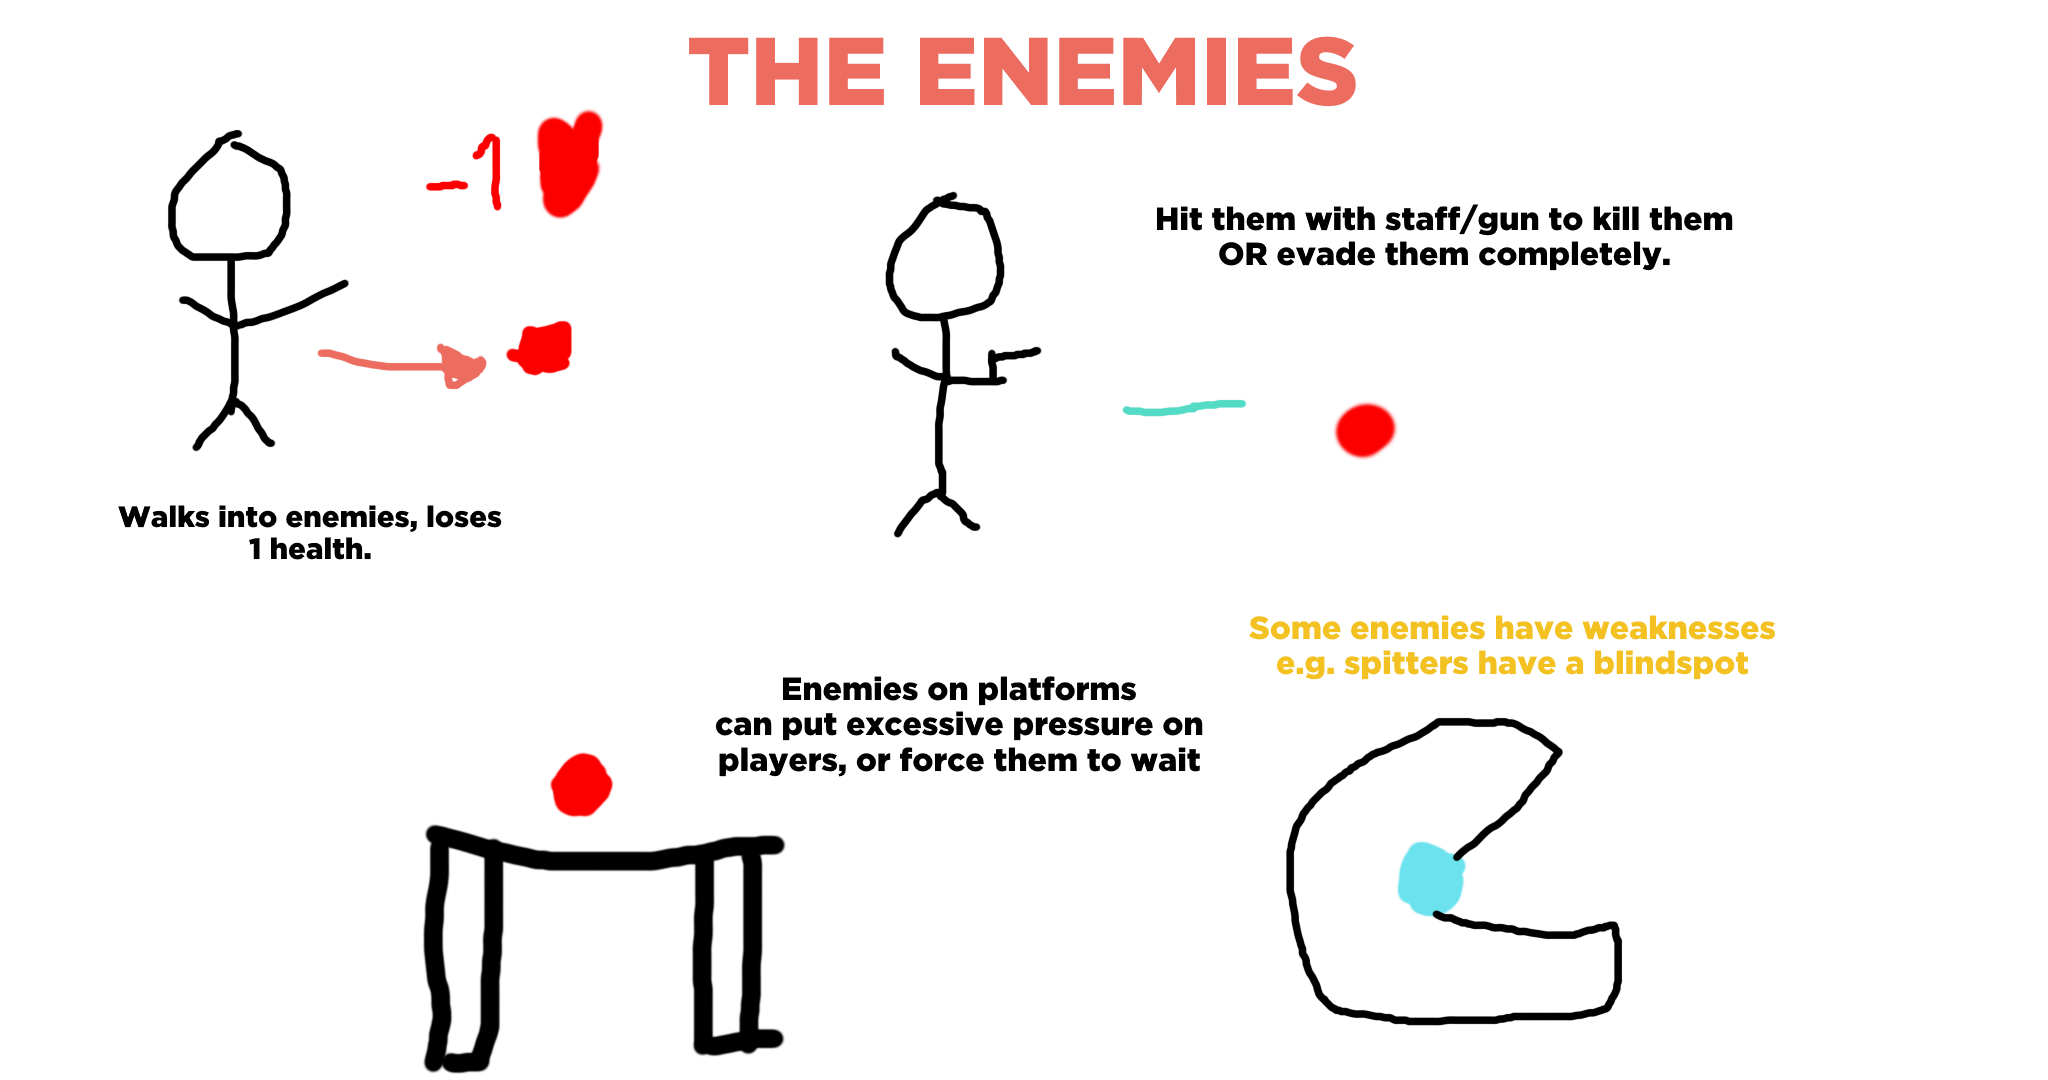 THE ENEMIES
-1
Hit them with staff/gun to kill them
OR evade them completely.
Walks into enemies, loses
1 health.
Some enemies have weaknesses
e.g. spitters have a blindspot
Enemies on platforms
can put excessive pressure on
players, or force them to wait